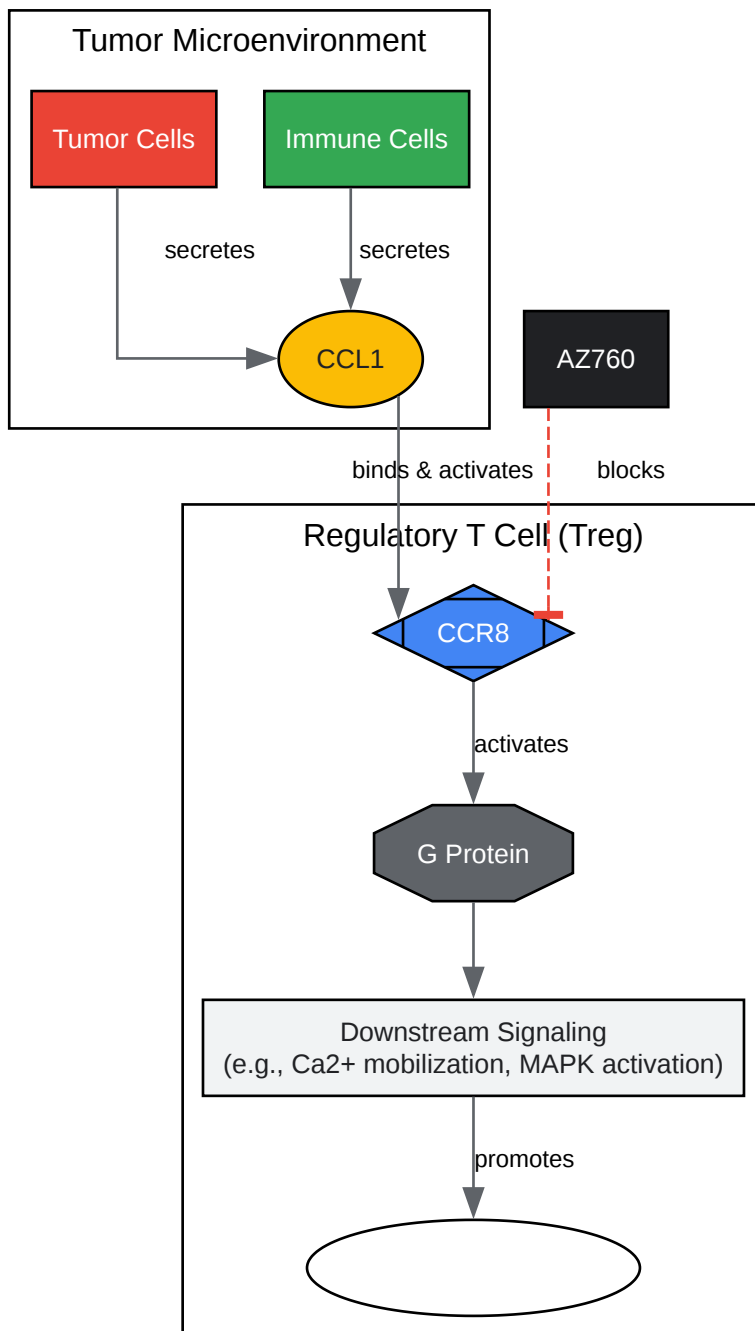 Tumor Microenvironment
Tumor Cells
Immune Cells
secretes
secretes
CCL1
AZ760
binds & activates
blocks
Regulatory T Cell (Treg)
CCR8
activates
G Protein
Downstream Signaling
(e.g., Ca2+ mobilization, MAPK activation)
promotes